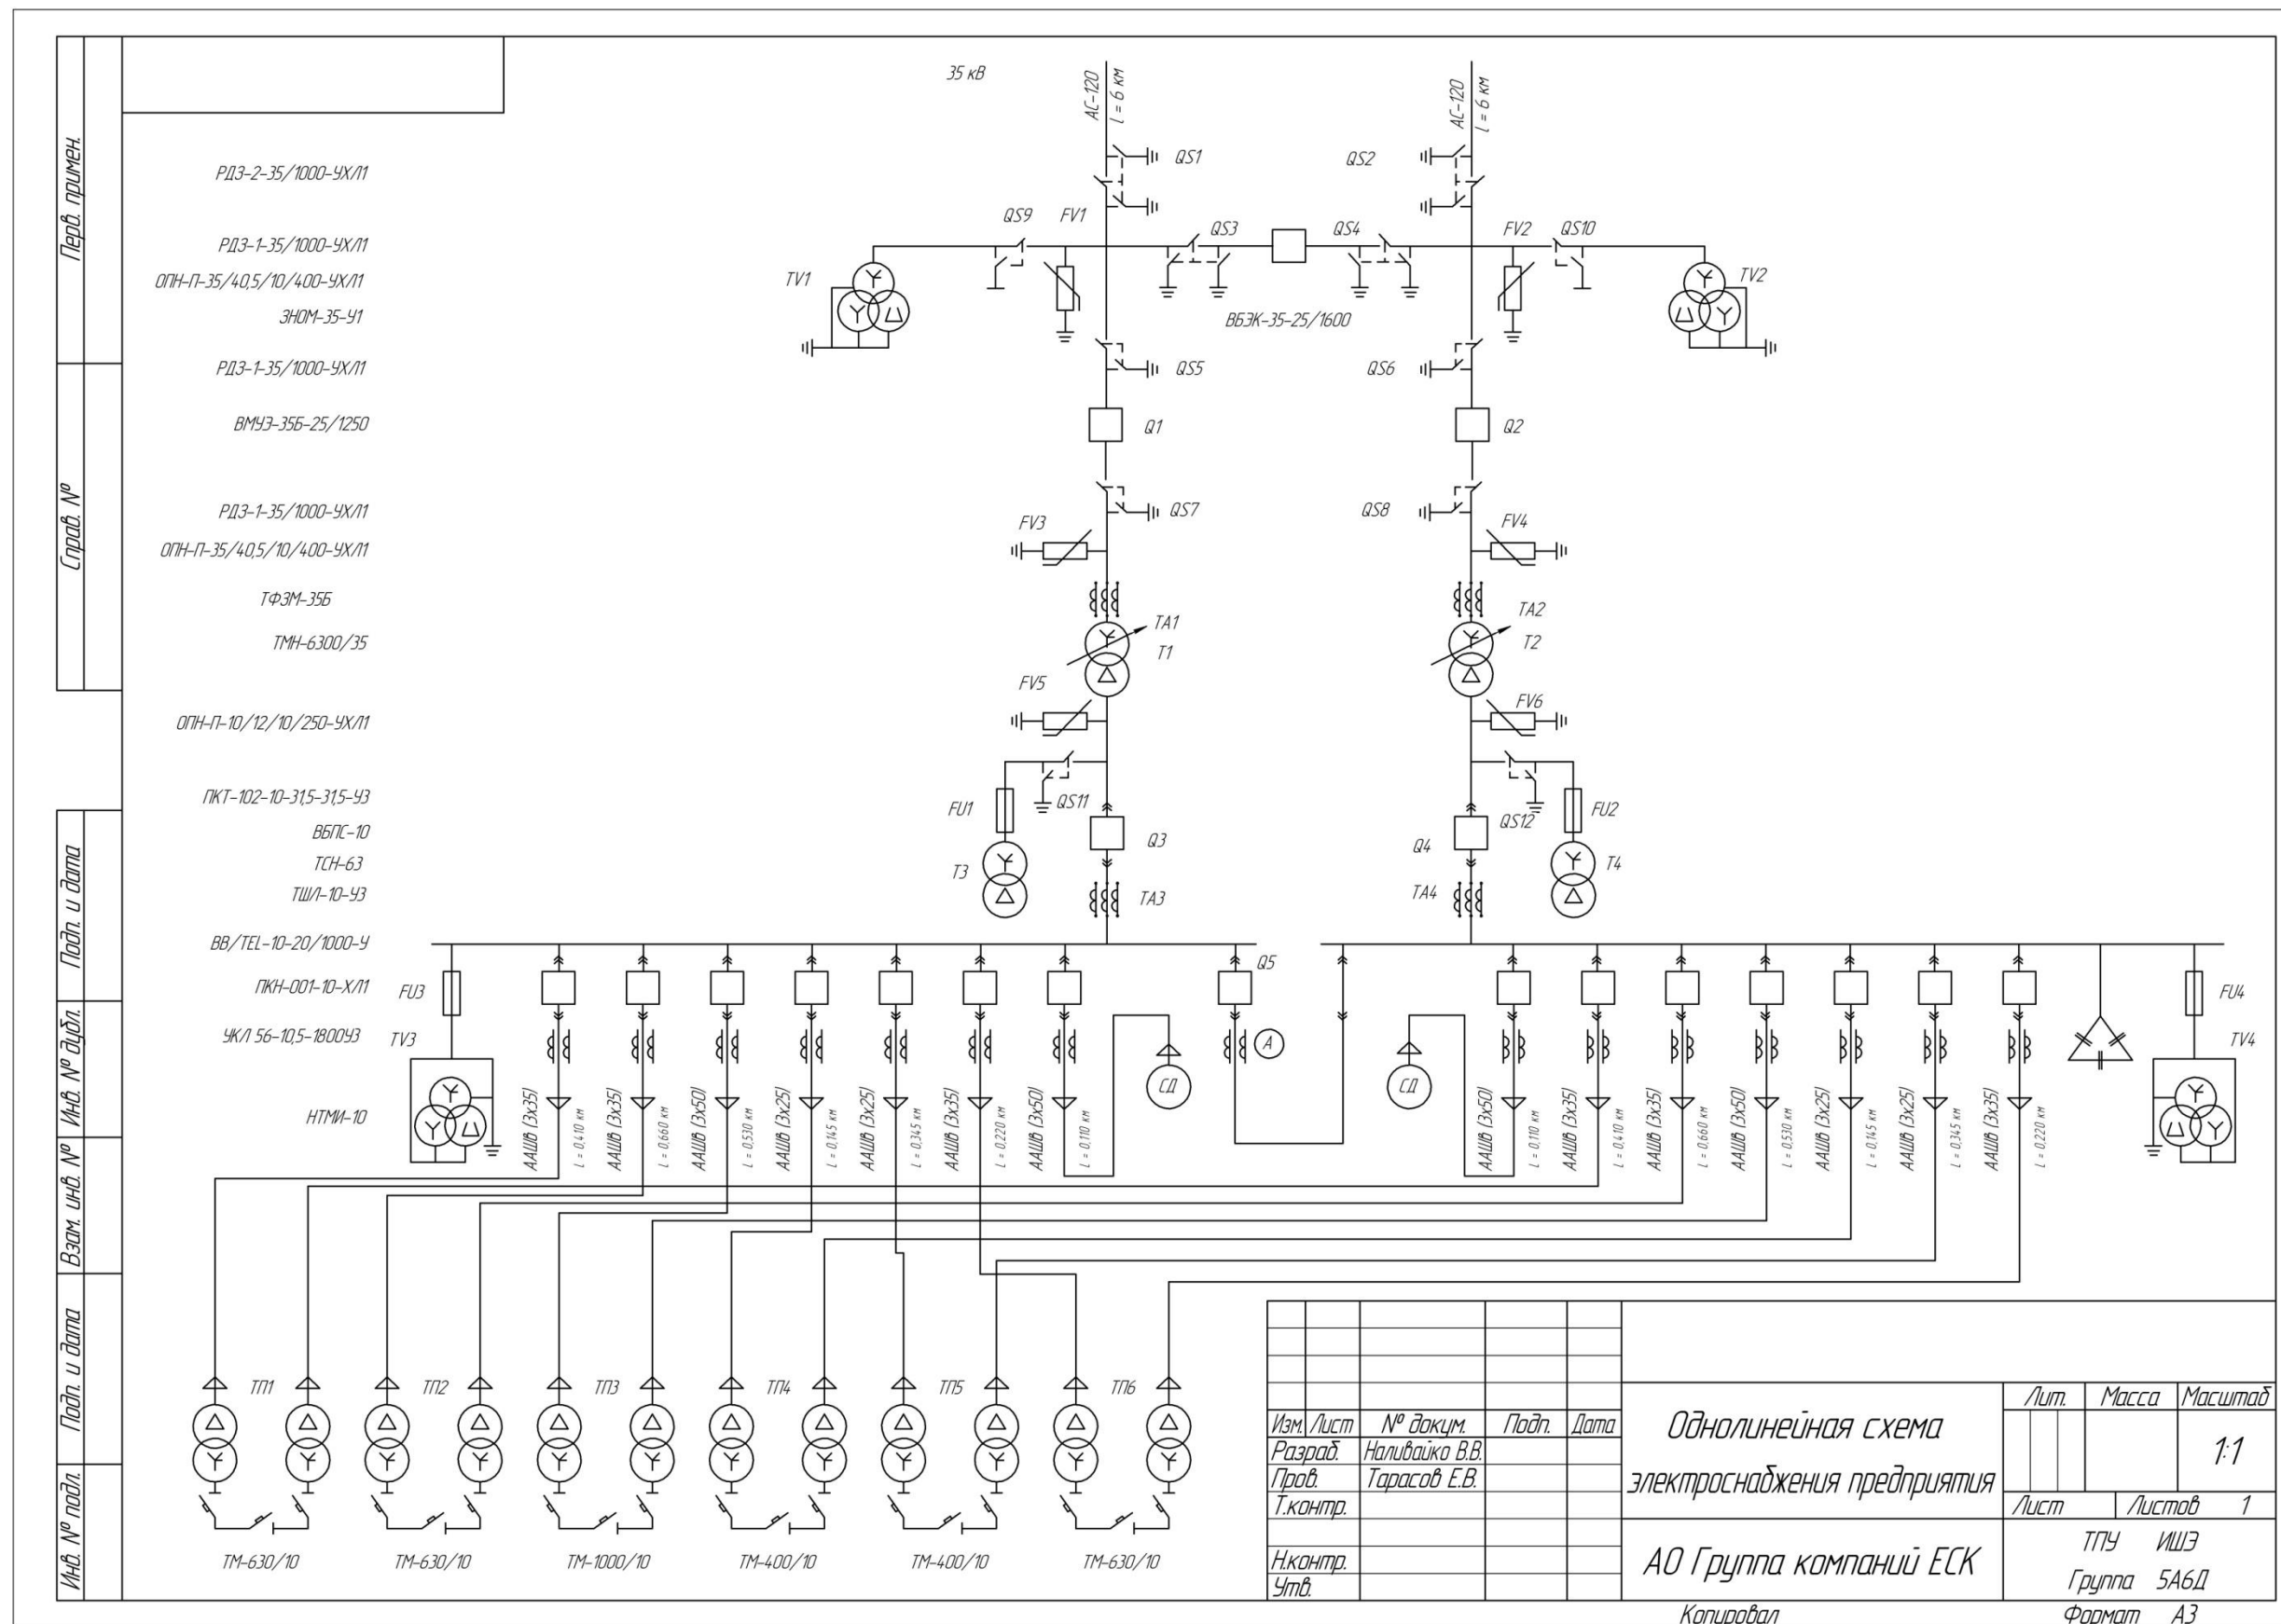 35 кВ
АС-120
l = 6 км
АС-120
l = 6 км
РДЗ-2-35/1000-УХЛ1
QS1
QS2
QS9
FV1
QS3
QS4
FV2
QS10
РДЗ-1-35/1000-УХЛ1
ОПН-П-35/40,5/10/400-УХЛ1
TV1
TV2
ЗНОМ-35-У1
ВБЭК-35-25/1600
РДЗ-1-35/1000-УХЛ1
QS5
QS6
ВМУЭ-35Б-25/1250
Q1
Q2
РДЗ-1-35/1000-УХЛ1
QS7
QS8
FV3
FV4
ОПН-П-35/40,5/10/400-УХЛ1
ТФЗМ-35Б
TA1
TA2
ТМН-6300/35
T1
T2
FV5
FV6
ОПН-П-10/12/10/250-УХЛ1
ПКТ-102-10-31,5-31,5-У3
FU1
QS11
QS12
FU2
ВБПС-10
Q3
Q4
ТСН-63
T3
T4
ТШЛ-10-У3
TA3
TA4
ВВ/TEL-10-20/1000-У
Q5
ПКН-001-10-ХЛ1
FU3
FU4
УКЛ 56-10,5-1800У3
TV3
А
TV4
СД
СД
НТМИ-10
ААШв (3х35)
l = 0,410 км
ААШв (3х35)
l = 0,660 км
ААШв (3х50)
l = 0,530 км
ААШв (3х25)
l = 0,145 км
ААШв (3х25)
l = 0,345 км
ААШв (3х35)
l = 0,220 км
ААШв (3х50)
l = 0,110 км
ААШв (3х50)
l = 0,110 км
ААШв (3х35)
l = 0,410 км
ААШв (3х35)
l = 0,660 км
ААШв (3х50)
l = 0,530 км
ААШв (3х25)
l = 0,145 км
ААШв (3х25)
l = 0,345 км
ААШв (3х35)
l = 0,220 км
ТП1
ТП2
ТП3
ТП4
ТП5
ТП6
ТМ-630/10
ТМ-630/10
ТМ-1000/10
ТМ-400/10
ТМ-400/10
ТМ-630/10
Перв. примен.
Справ. №
Подп. и дата
Инв. № дубл.
Взам. инв. №
Подп. и дата
Инв. № подл.
Изм. Лист № докум. Подп. Дата
Разраб. Наливайко В.В.
Пров. Тарасов Е.В.
Т.контр.
Н.контр.
Утв.
Однолинейная схема
электроснабжения предприятия
АО Группа компаний ЕСК
Лит. Масса Масштаб
1:1
Лист Листов 1
ТПУ ИШЭ
Группа 5А6Д
Копировал Формат А3